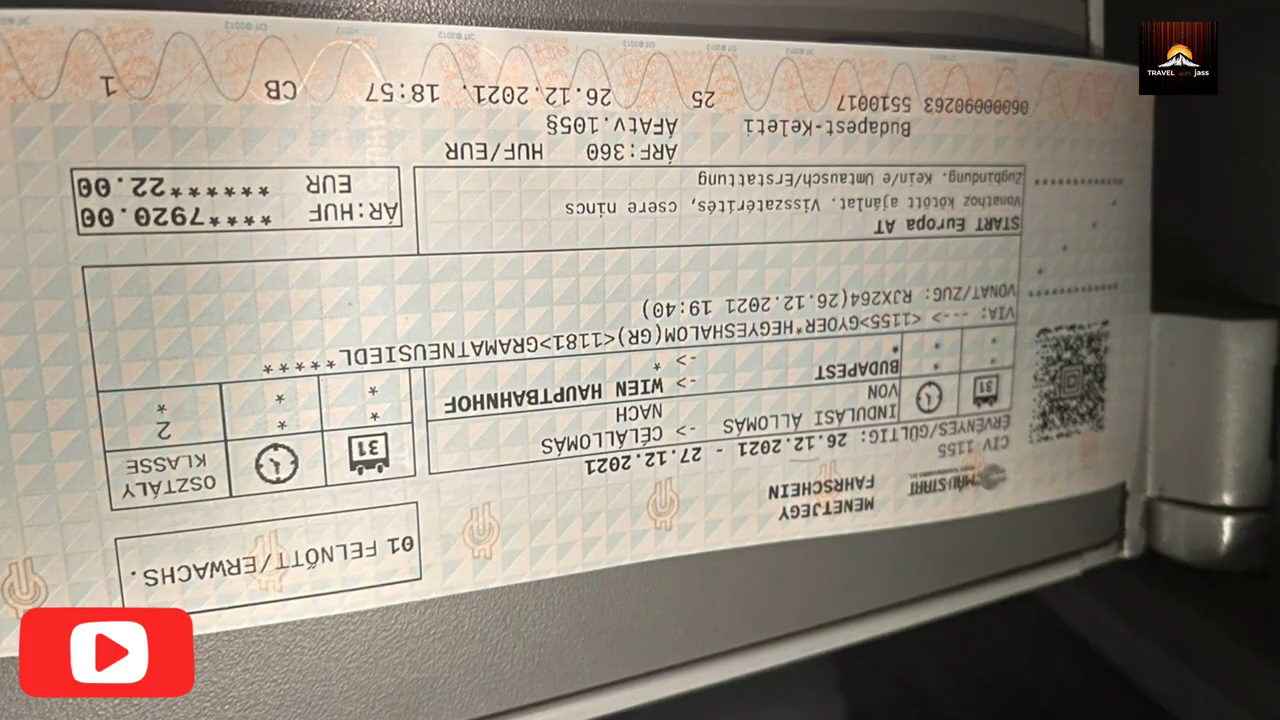 TRAVEL with jass
01 FELNŐTT/ERWACHS.
MENETJEGY
FAHRSCHEIN
MÁV-START
CIV 1155
ÉRVÉNYES/GÜLTIG: 26.12.2021 - 27.12.2021
INDULÁSI ÁLLOMÁS -> CÉLÁLLOMÁS
VON NACH
BUDAPEST -> WIEN HAUPTBAHNHOF
* -> *
31
* *
* *
31
* *
* *
OSZTÁLY
KLASSE
2
*
VIA: ---> <1155>GYOER*HEGYESHALOM(GR)<1181>GRAMATNEUSIEDL*****
VONAT/ZUG: RJX264(26.12.2021 19:40)
START Europa AT
Vonathoz kötött ajánlat. Visszatérítés, csere nincs
Zugbindung. Kein/e Umtausch/Erstattung
ÁR:HUF ****7920.00
EUR ******22.00
ÁRF:360 HUF/EUR
Budapest-Keleti ÁFAtv.105§
060000090263 5510017 25 26.12.2021. 18:57 CB 1